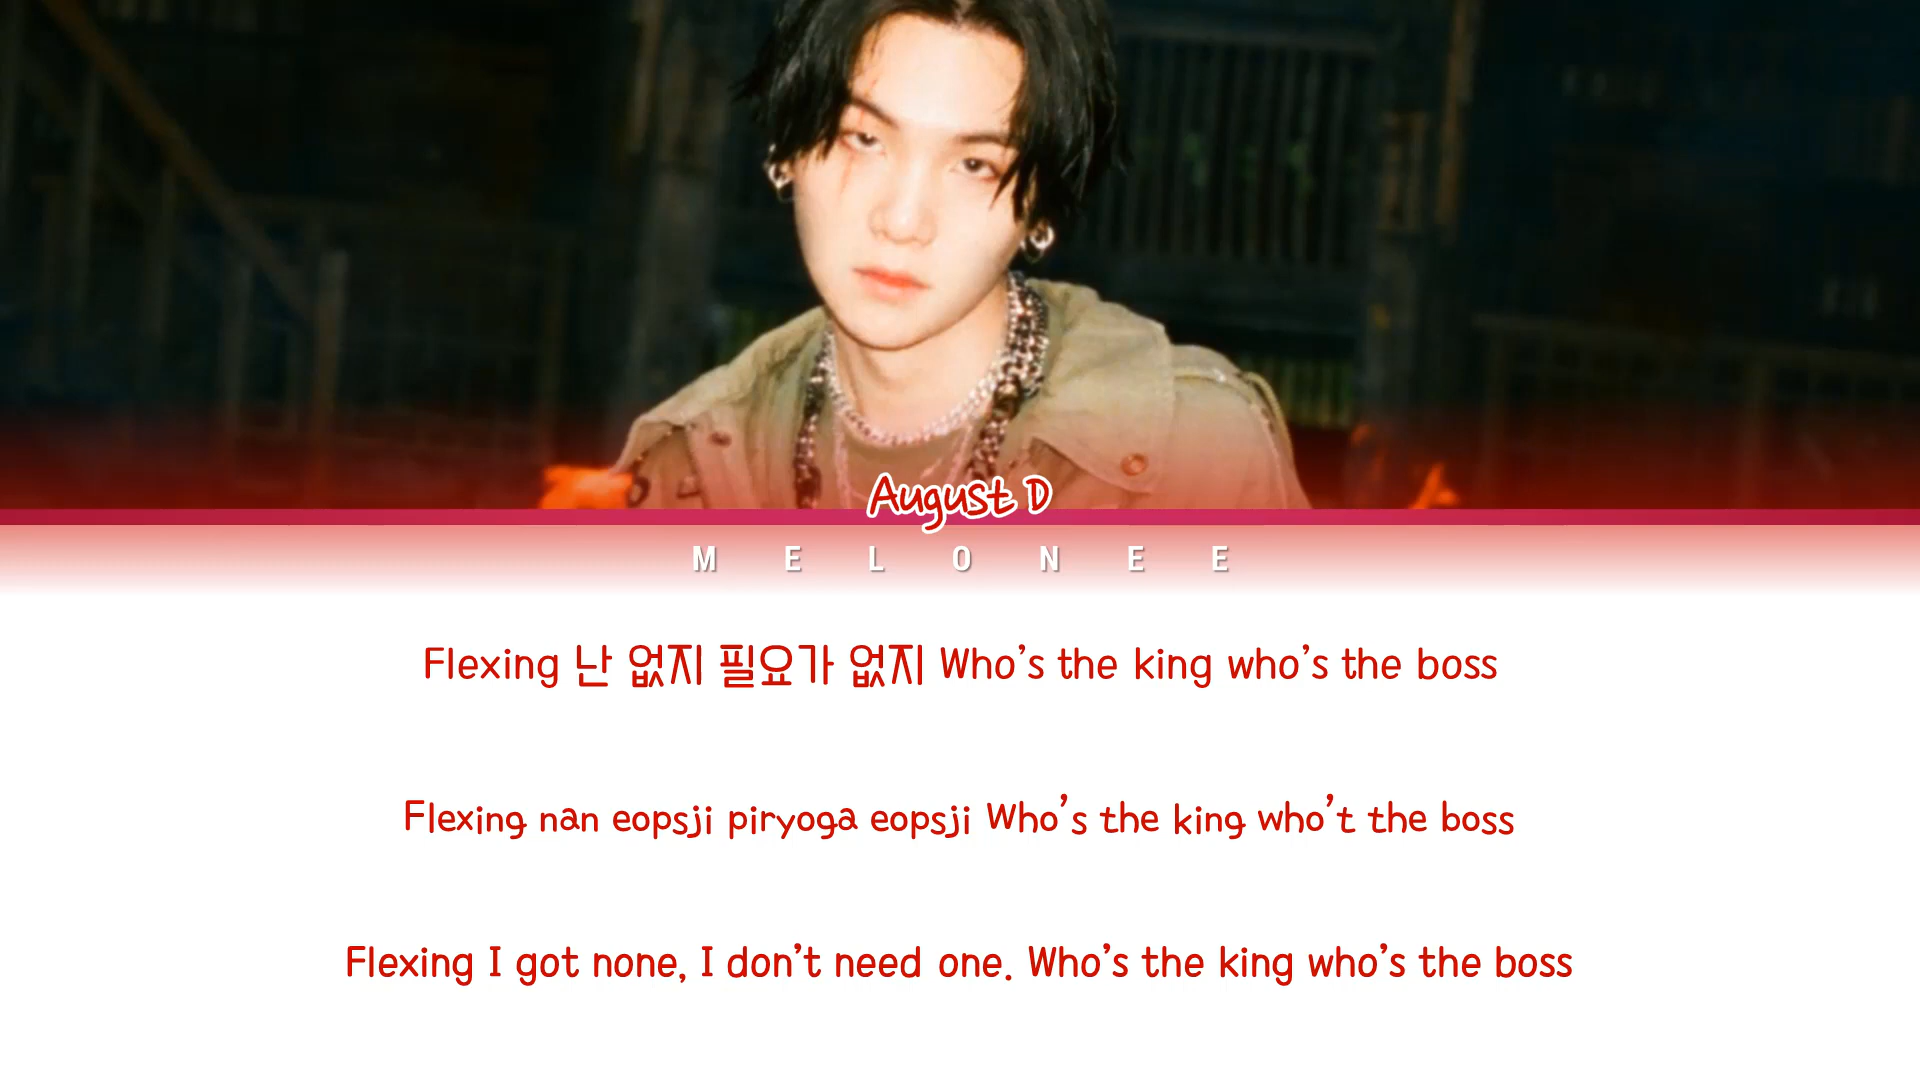 August D
MELONEE
Flexing 난 없지 필요가 없지 Who's the king who's the boss
Flexing nan eopsji piryoga eopsji Who's the king who't the boss
Flexing I got none, I don't need one. Who's the king who's the boss